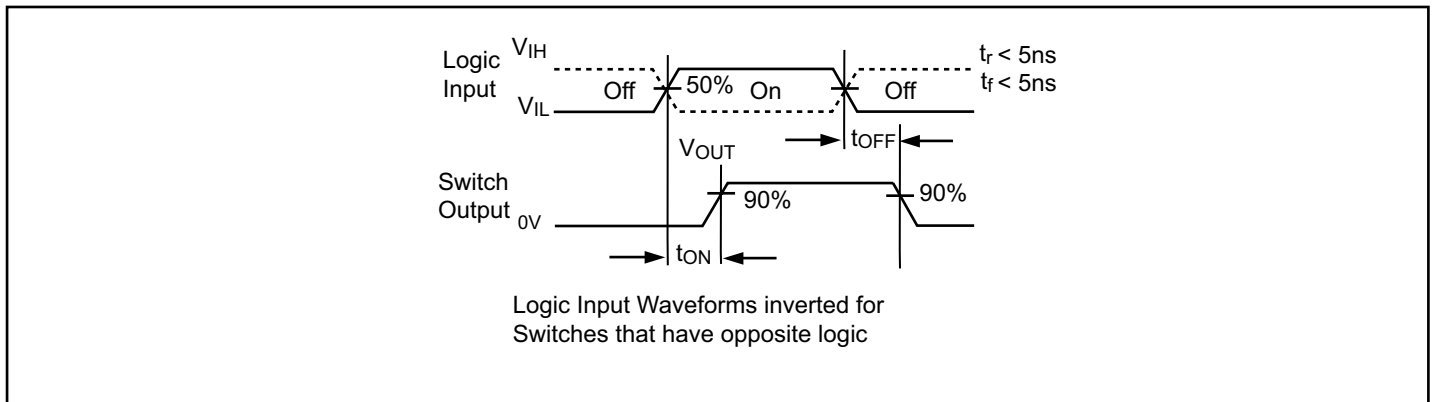 Logic Input
VIH
VIL
Off
50%
On
Off
tr < 5ns
tf < 5ns
tOFF
VOUT
Switch Output
0V
90%
90%
tON
Logic Input Waveforms inverted for
Switches that have opposite logic